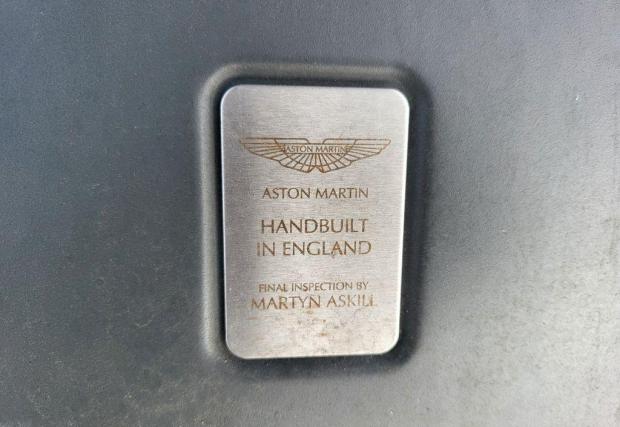 ASTON MARTIN
ASTON MARTIN
HANDBUILT
IN ENGLAND
FINAL INSPECTION BY
MARTYN ASKILL